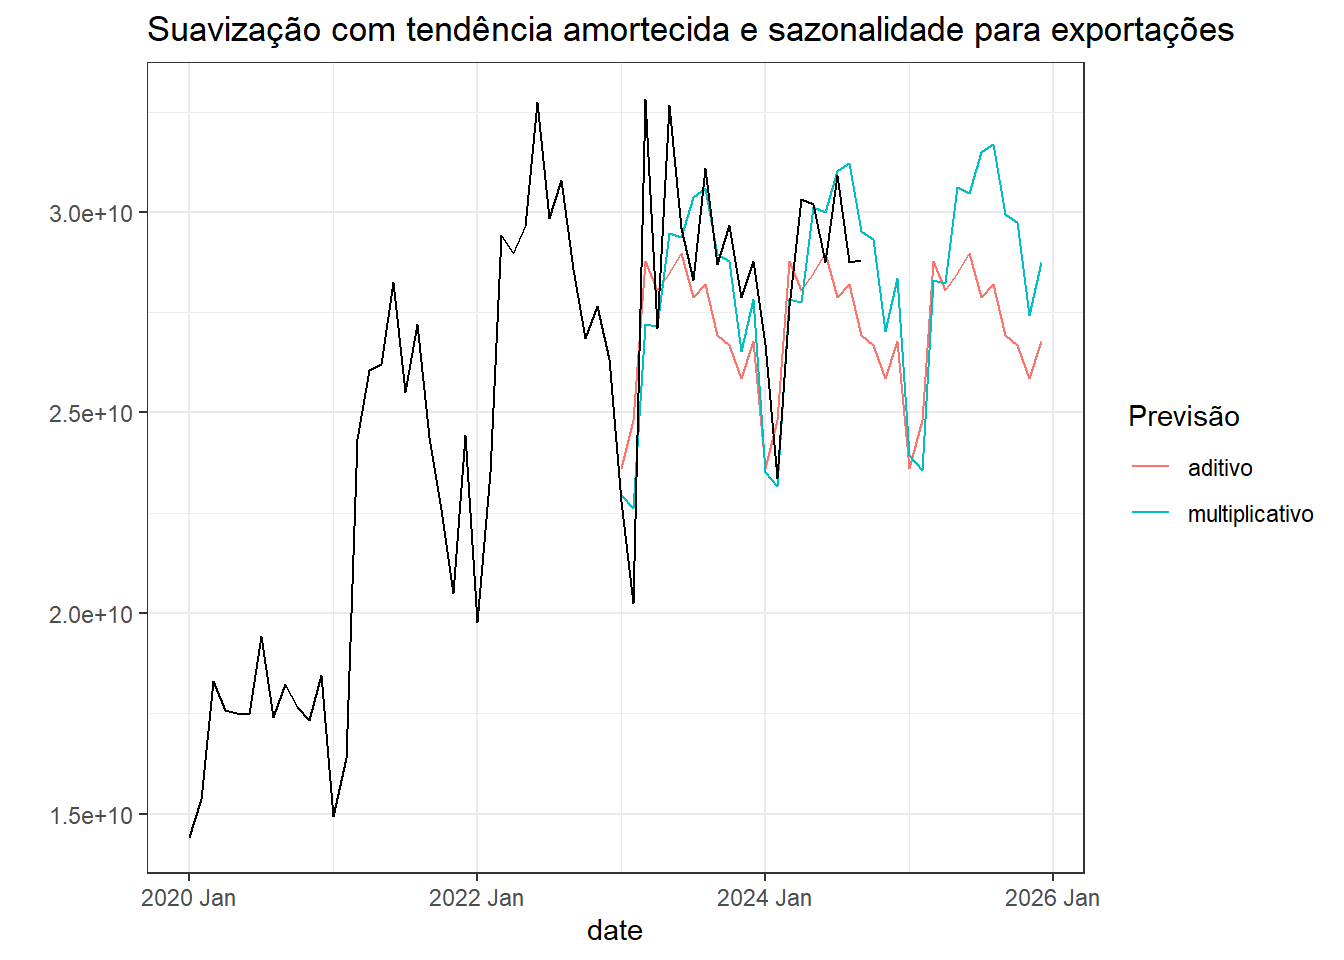 Suavização com tendência amortecida e sazonalidade para exportações
3.0e+10
2.5e+10
2.0e+10
1.5e+10
2020 Jan
2022 Jan
2024 Jan
2026 Jan
date
Previsão
aditivo
multiplicativo